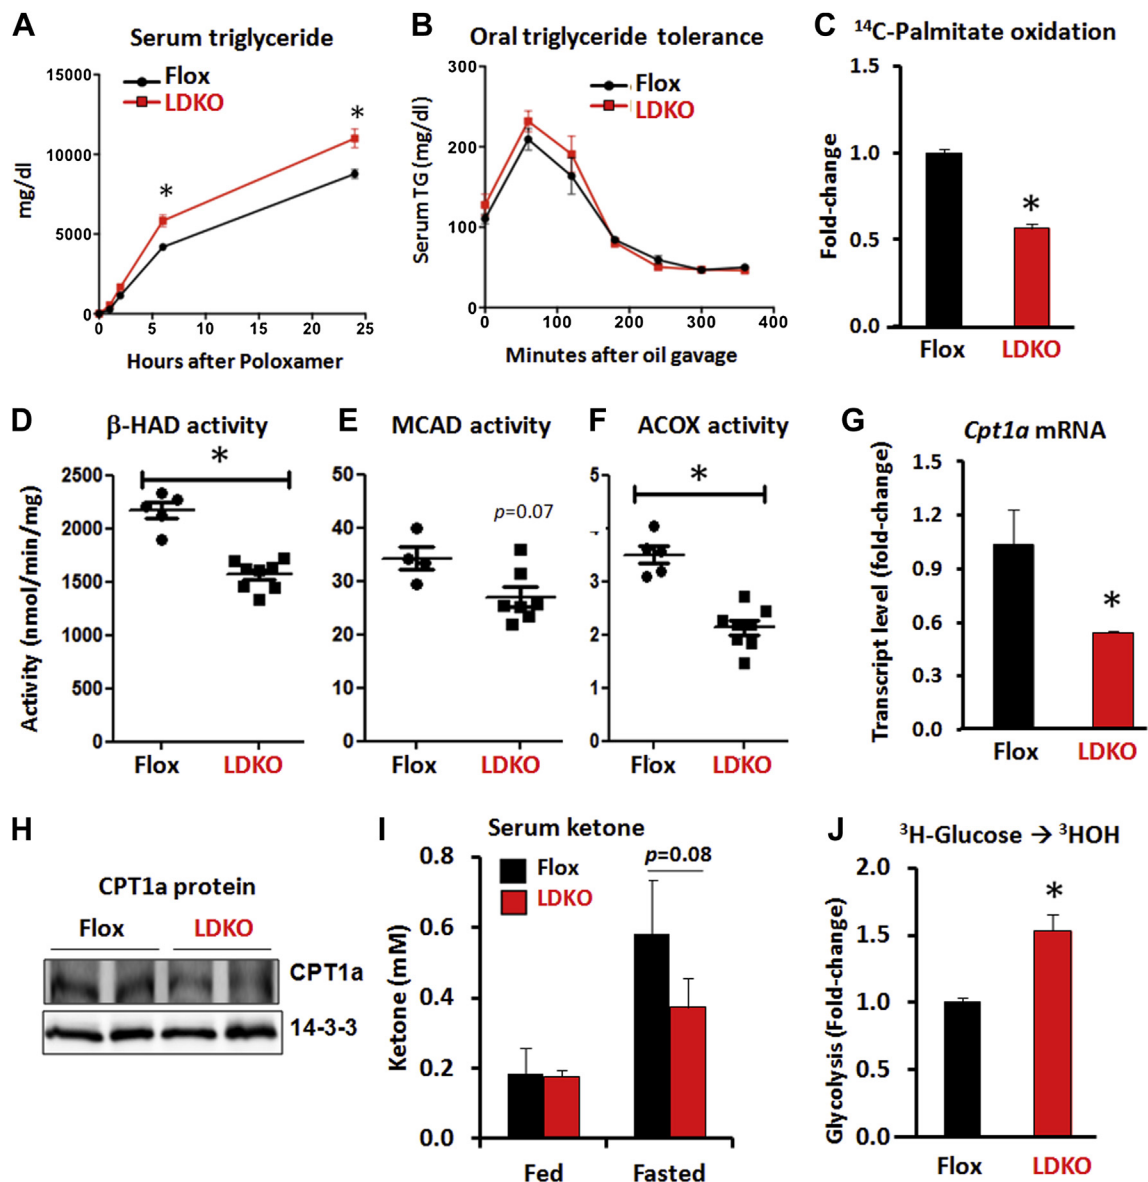 A
Serum triglyceride
Flox
LDKO
mg/dl
15000
10000
5000
0
*
*
0 5 10 15 20 25
Hours after Poloxamer
B
Oral triglyceride tolerance
Flox
LDKO
Serum TG (mg/dl)
300
200
100
0
0 100 200 300 400
Minutes after oil gavage
C
¹⁴C-Palmitate oxidation
Fold-change
1.5
1.0
0.5
0.0
*
Flox LDKO
D
β-HAD activity
*
Activity (nmol/min/mg)
2500
2000
1500
1000
500
0
Flox LDKO
E
MCAD activity
p=0.07
50
40
30
20
10
0
Flox LDKO
F
ACOX activity
*
5
3
2
1
0
Flox LDKO
G
Cpt1a mRNA
Transcript level (fold-change)
1.5
1.2
0.9
0.6
0.3
0.0
*
Flox LDKO
H
CPT1a protein
Flox LDKO
CPT1a
14-3-3
I
Serum ketone
Flox
LDKO
p=0.08
Ketone (mM)
0.8
0.6
0.4
0.2
0.0
Fed Fasted
J
³H-Glucose → ³HOH
Glycolysis (Fold-change)
2.0
1.5
1.0
0.5
0.0
*
Flox LDKO